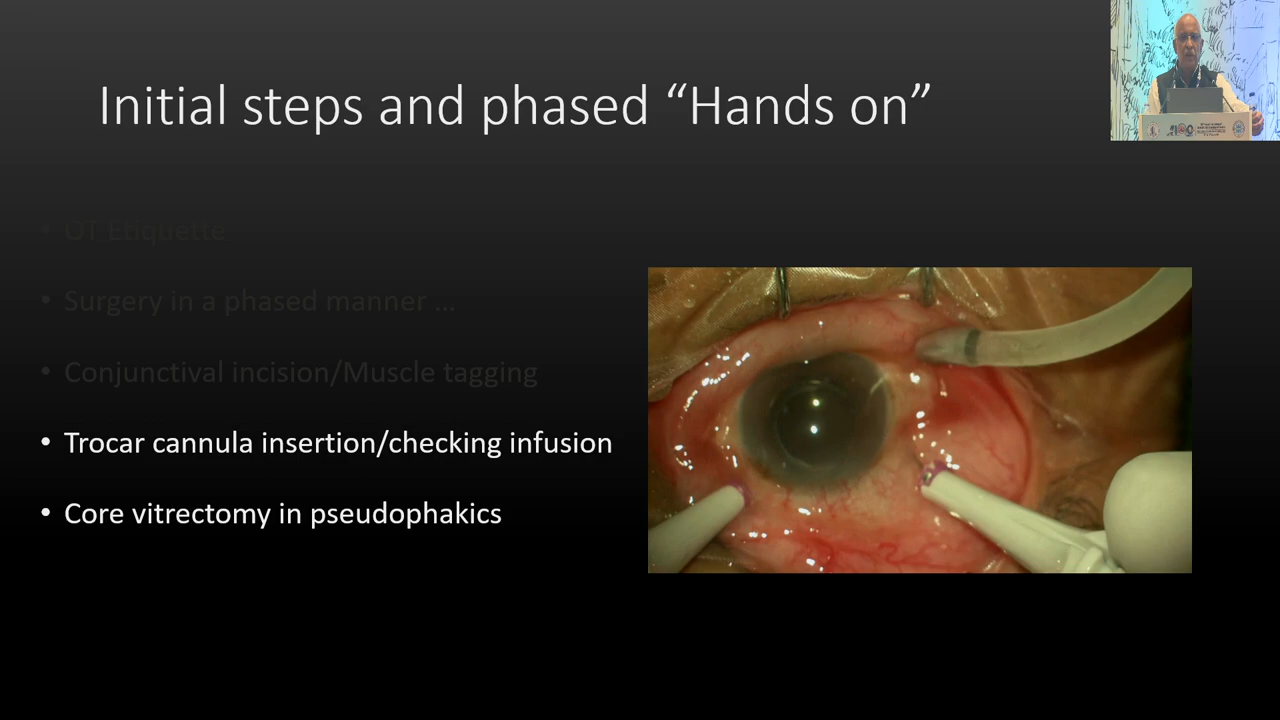 Initial steps and phased “Hands on”
• OT Etiquette
• Surgery in a phased manner ...
• Conjunctival incision/Muscle tagging
• Trocar cannula insertion/checking infusion
• Core vitrectomy in pseudophakics